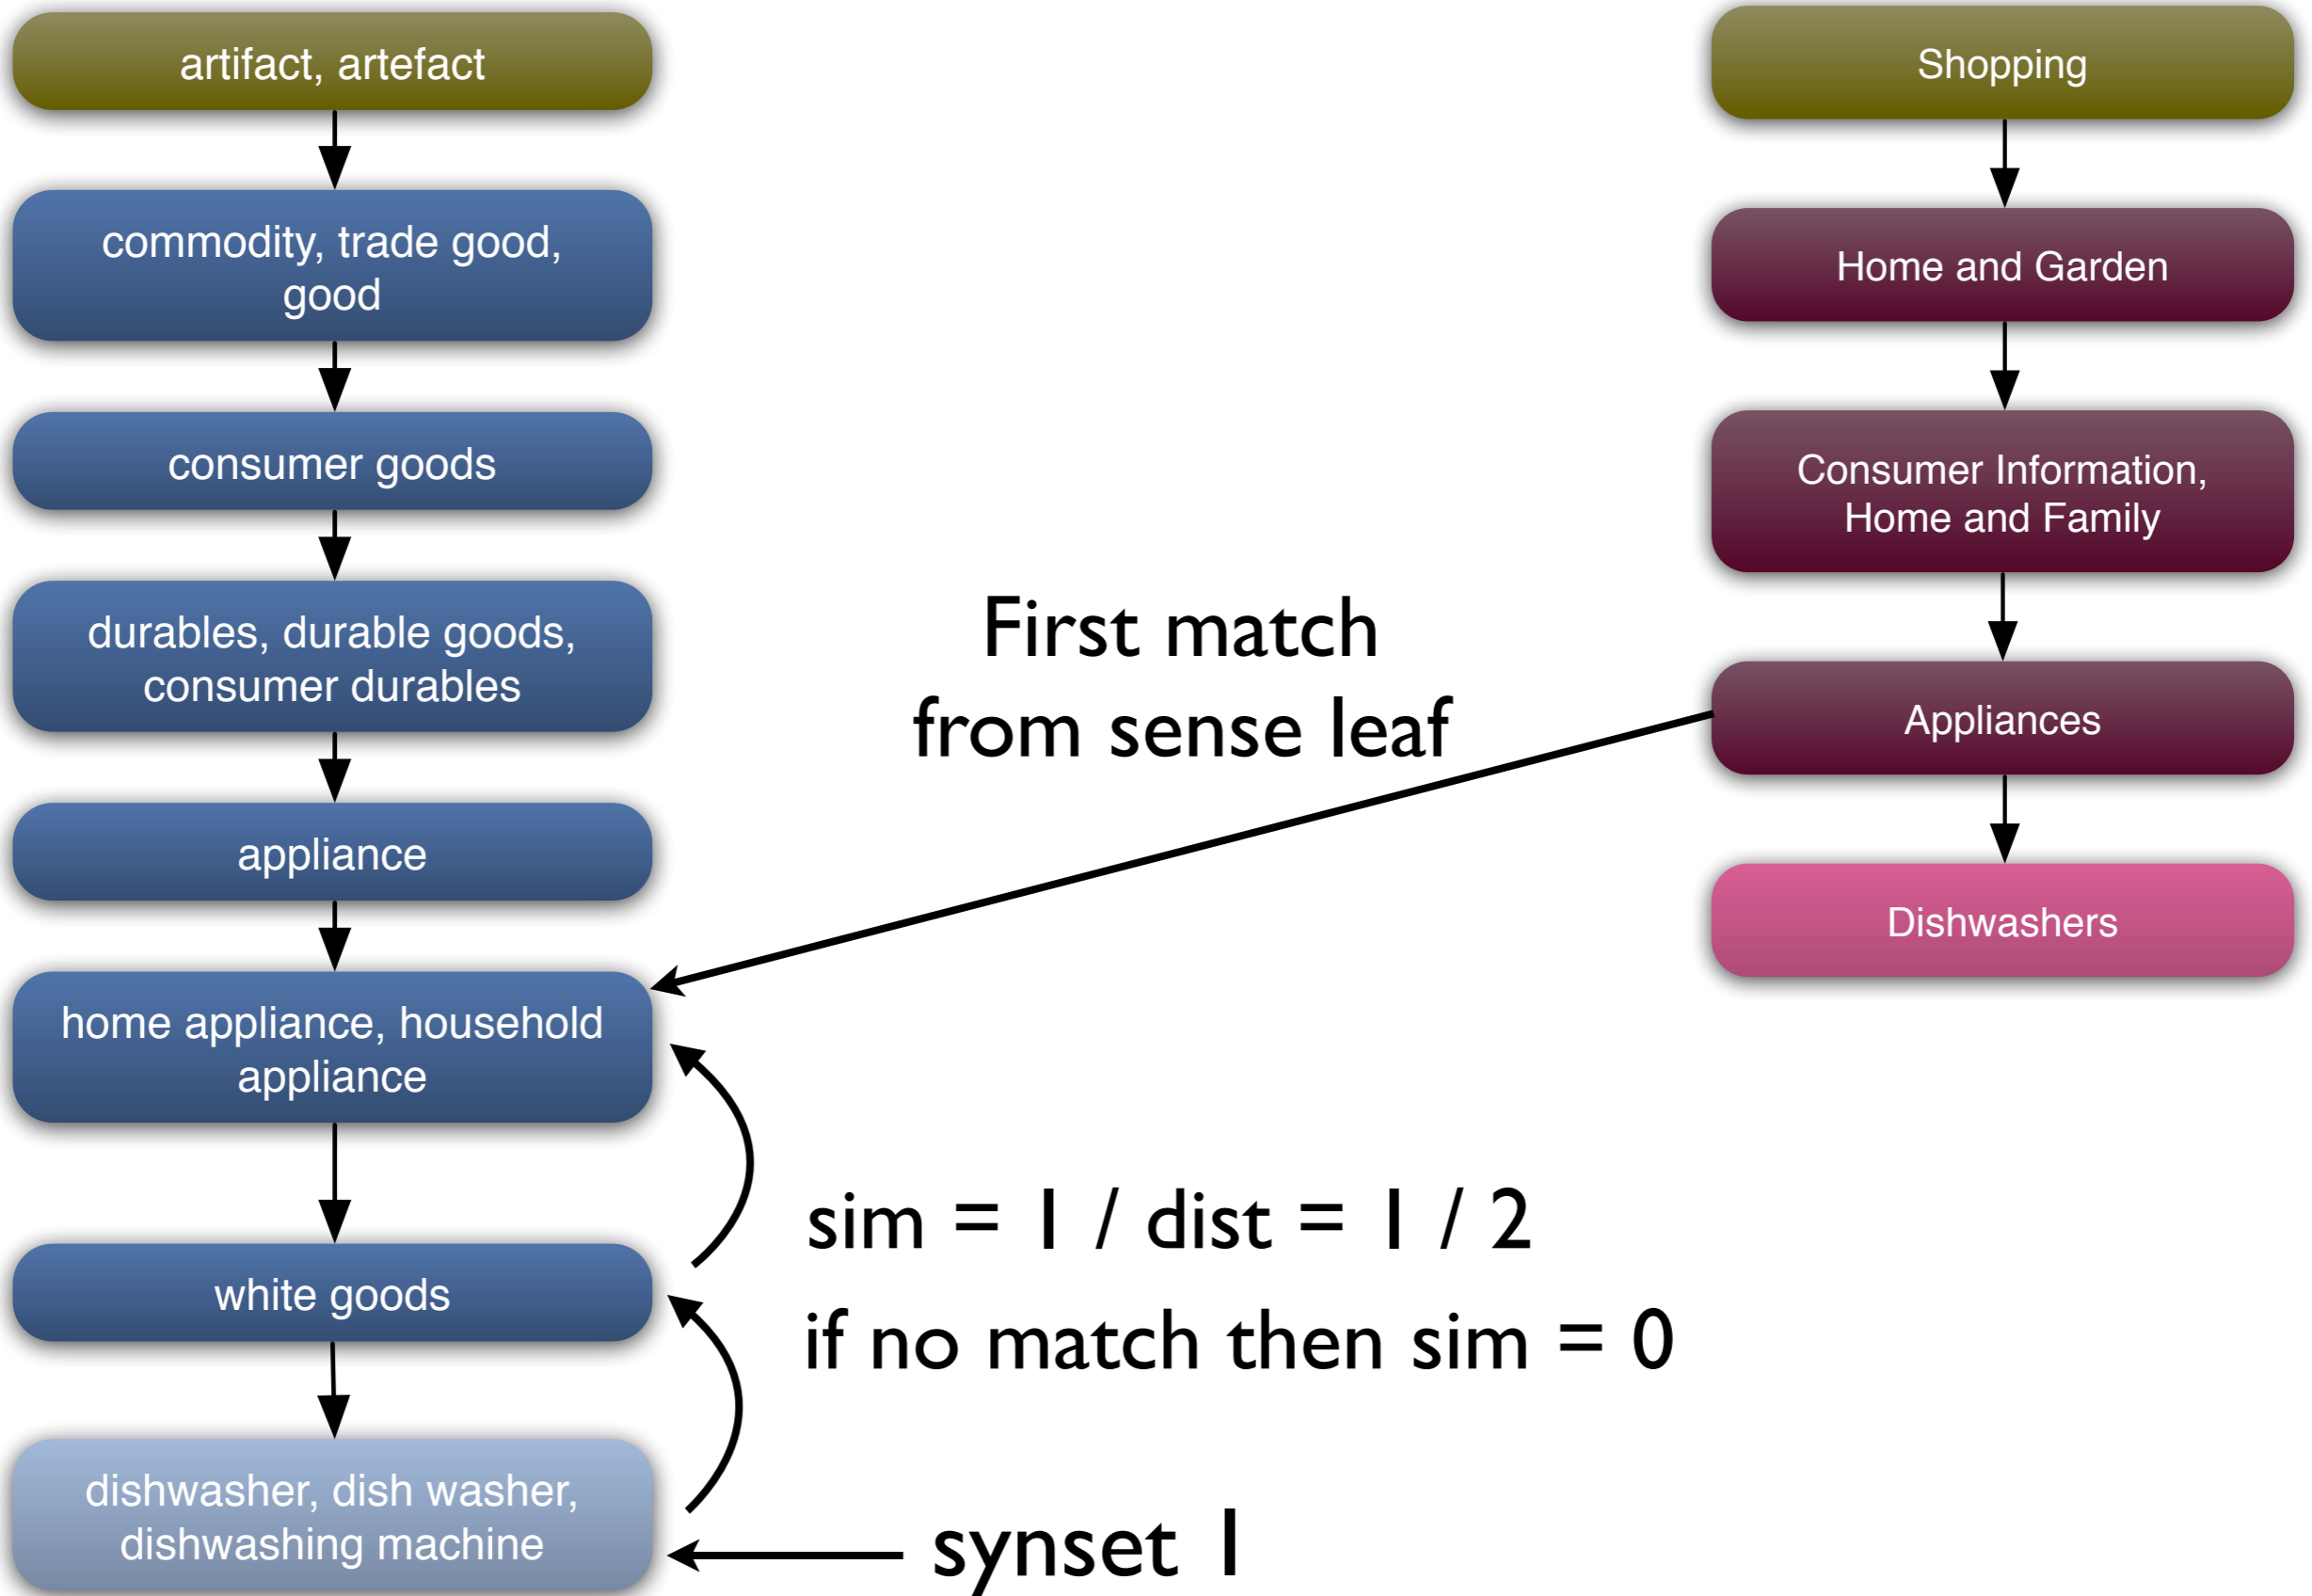 artifact, artefact
commodity, trade good,
good
consumer goods
durables, durable goods,
consumer durables
appliance
home appliance, household
appliance
white goods
dishwasher, dish washer,
dishwashing machine
First match
from sense leaf
sim = 1 / dist = 1 / 2
if no match then sim = 0
synset 1
Shopping
Home and Garden
Consumer Information,
Home and Family
Appliances
Dishwashers